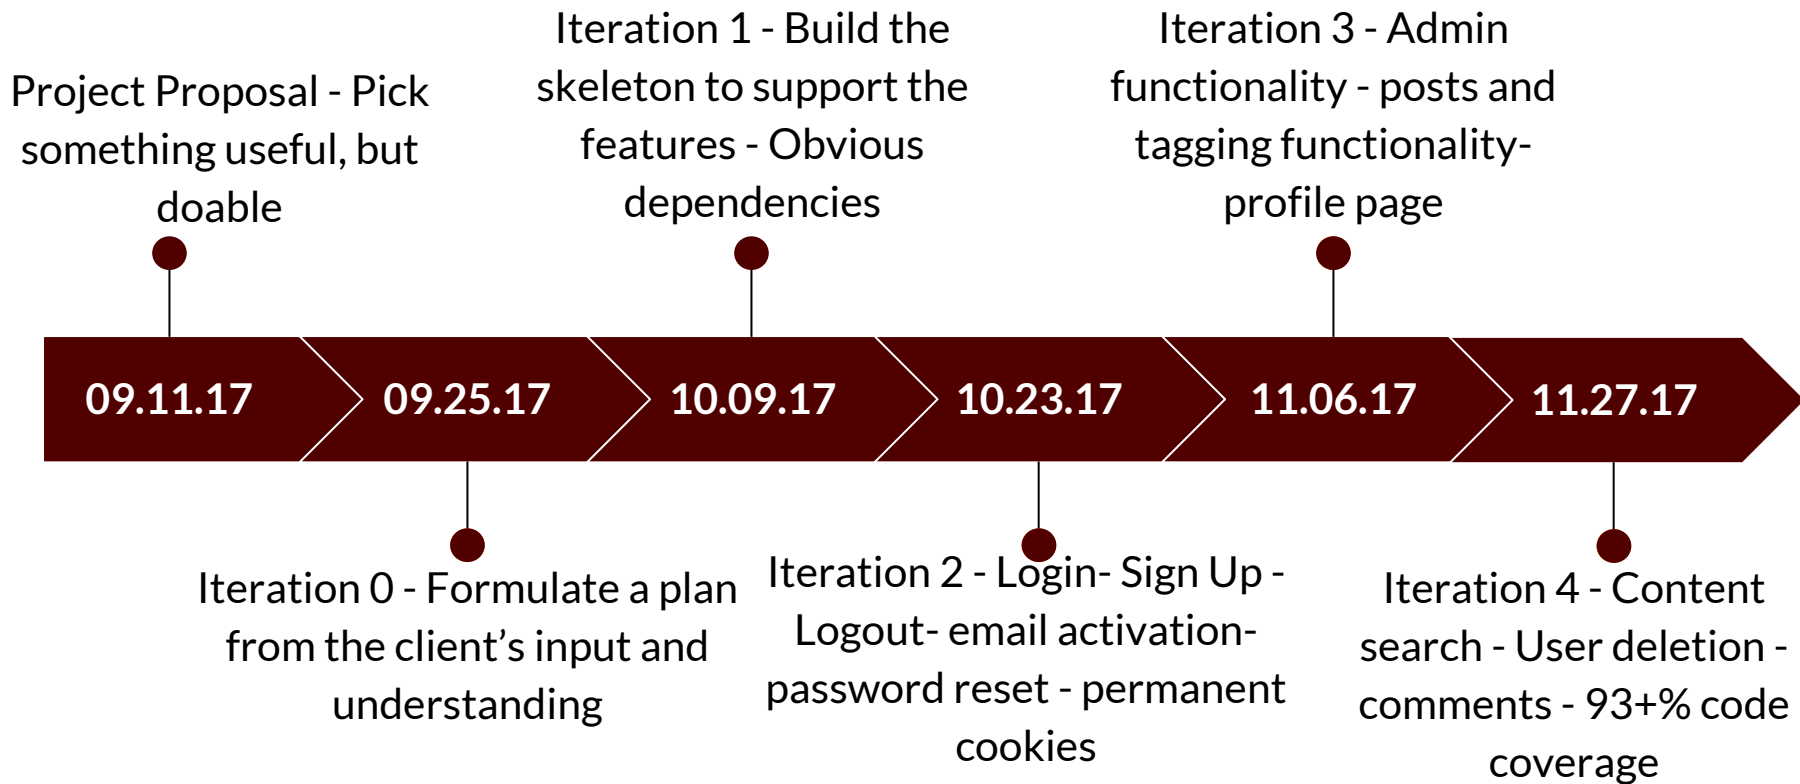 Project Proposal - Pick
something useful, but
doable
Iteration 1 - Build the
skeleton to support the
features - Obvious
dependencies
Iteration 3 - Admin
functionality - posts and
tagging functionality-
profile page
09.11.17
09.25.17
10.09.17
10.23.17
11.06.17
11.27.17
Iteration 0 - Formulate a plan
from the client’s input and
understanding
Iteration 2 - Login- Sign Up -
Logout- email activation-
password reset - permanent
cookies
Iteration 4 - Content
search - User deletion -
comments - 93+% code
coverage